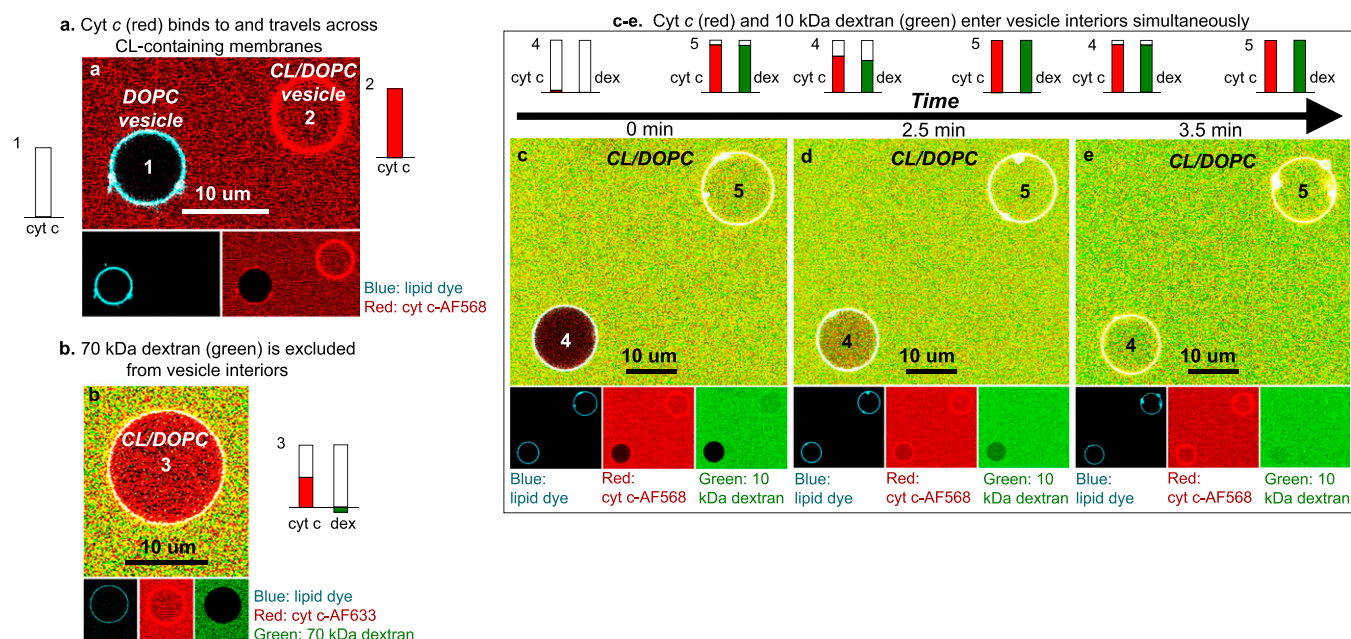 a. Cyt c (red) binds to and travels across
CL-containing membranes
a
DOPC
vesicle
1
CL/DOPC
vesicle
2
10 um
1
cyt c
2
cyt c
Blue: lipid dye
Red: cyt c-AF568
b. 70 kDa dextran (green) is excluded
from vesicle interiors
b
CL/DOPC
3
10 um
3
cyt c dex
Blue: lipid dye
Red: cyt c-AF633
Green: 70 kDa dextran
c-e. Cyt c (red) and 10 kDa dextran (green) enter vesicle interiors simultaneously
4
cyt c dex
5
cyt c dex
4
cyt c dex
5
cyt c dex
4
cyt c dex
5
cyt c dex
Time
0 min 2.5 min 3.5 min
c
CL/DOPC
5
4
10 um
d
CL/DOPC
5
4
10 um
e
CL/DOPC
5
4
10 um
Blue:
lipid dye
Red:
cyt c-AF568
Green: 10
kDa dextran
Blue:
lipid dye
Red:
cyt c-AF568
Green: 10
kDa dextran
Blue:
lipid dye
Red:
cyt c-AF568
Green: 10
kDa dextran